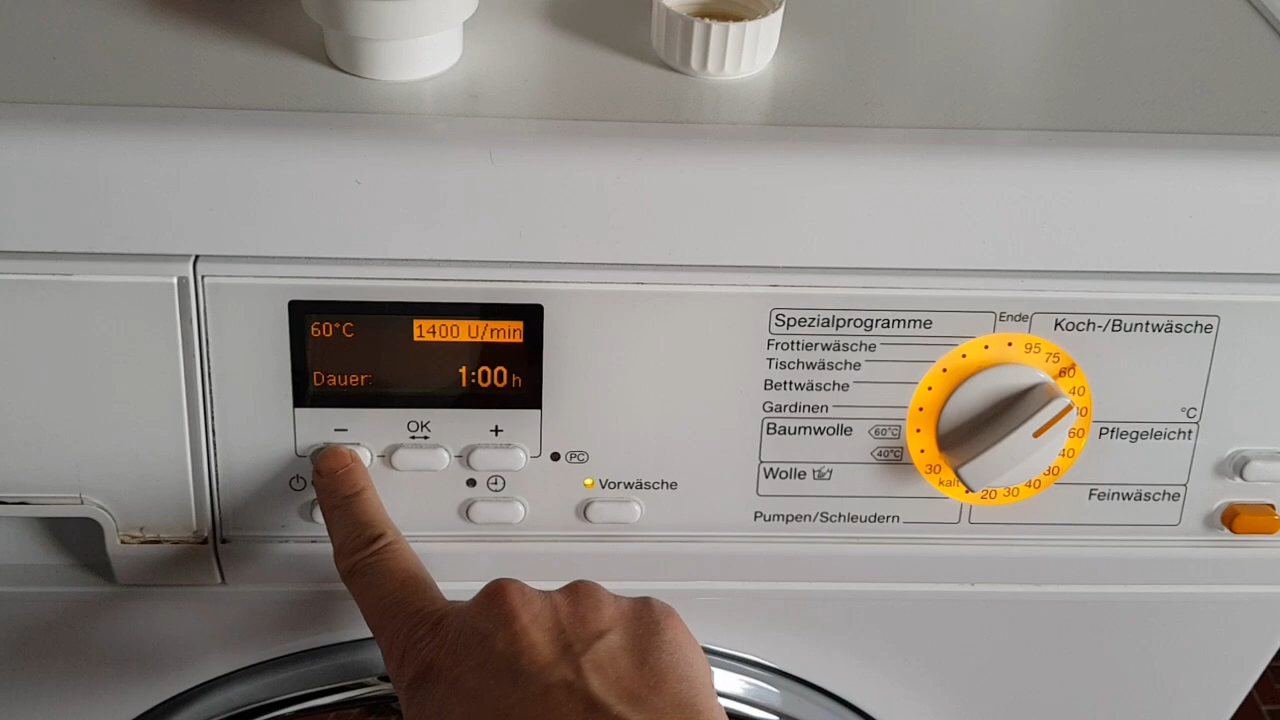 60°C 1400 U/min
Dauer: 1:00 h
−
OK
+
PC
Vorwäsche
Spezialprogramme
Frottierwäsche
Tischwäsche
Bettwäsche
Gardinen
Baumwolle 60°C
40°C
Wolle
Pumpen/Schleudern
Ende
Koch-/Buntwäsche
°C
Pflegeleicht
Feinwäsche
95
75
60
40
60
40
30
40
30
20
kalt
30